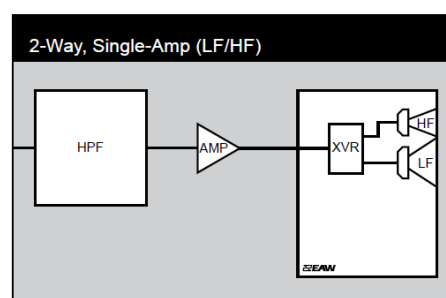 2-Way, Single-Amp (LF/HF)
HPF
AMP
XVR
HF
LF
EAW